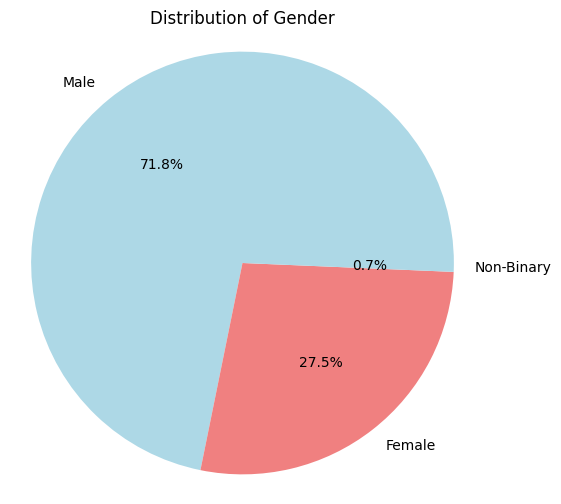 Distribution of Gender
Male
71.8%
0.7%
Non-Binary
27.5%
Female